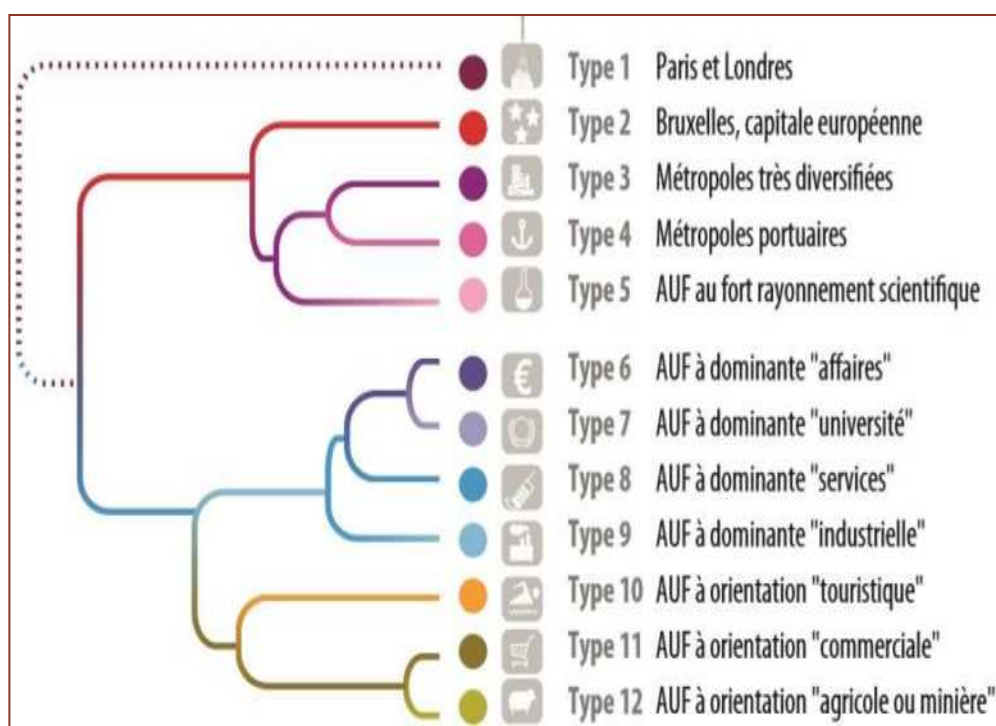 Type 1 Paris et Londres
Type 2 Bruxelles, capitale européenne
Type 3 Métropoles très diversifiées
Type 4 Métropoles portuaires
Type 5 AUF au fort rayonnement scientifique
Type 6 AUF à dominante "affaires"
Type 7 AUF à dominante "université"
Type 8 AUF à dominante "services"
Type 9 AUF à dominante "industrielle"
Type 10 AUF à orientation "touristique"
Type 11 AUF à orientation "commerciale"
Type 12 AUF à orientation "agricole ou minière"